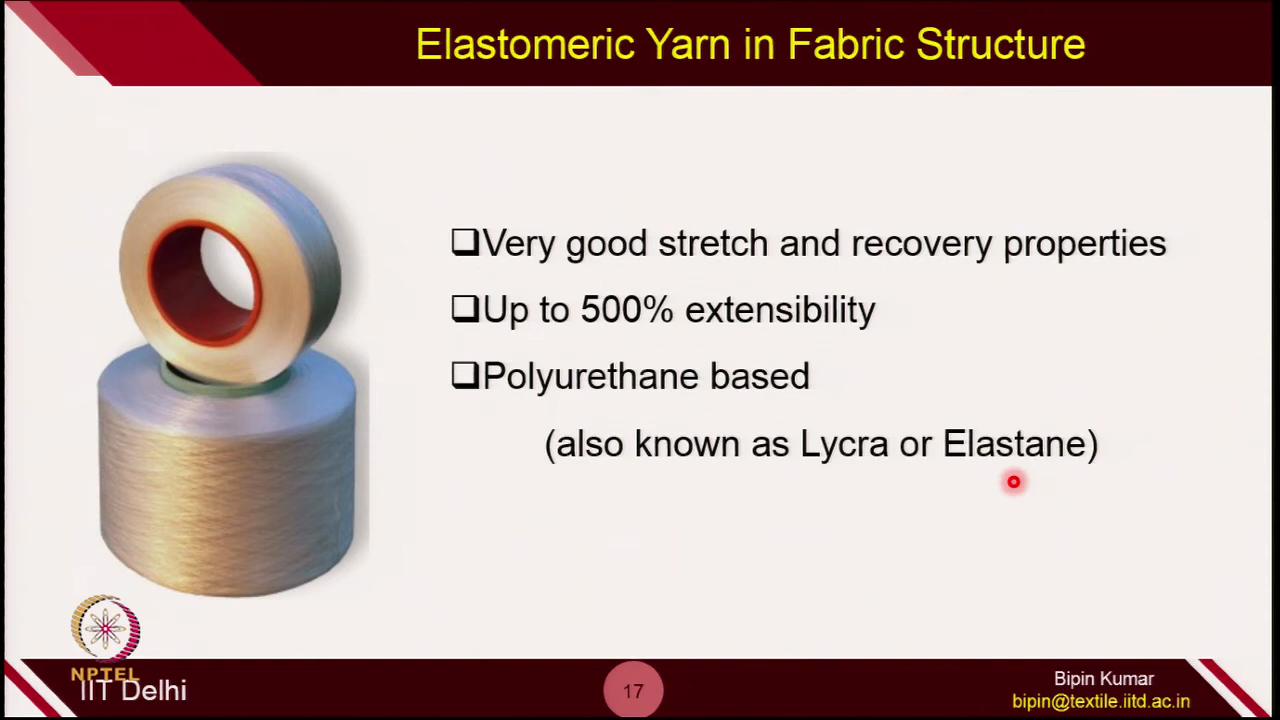 Elastomeric Yarn in Fabric Structure
❑Very good stretch and recovery properties
❑Up to 500% extensibility
❑Polyurethane based
(also known as Lycra or Elastane)
NPTEL
IIT Delhi
17
Bipin Kumar
bipin@textile.iitd.ac.in